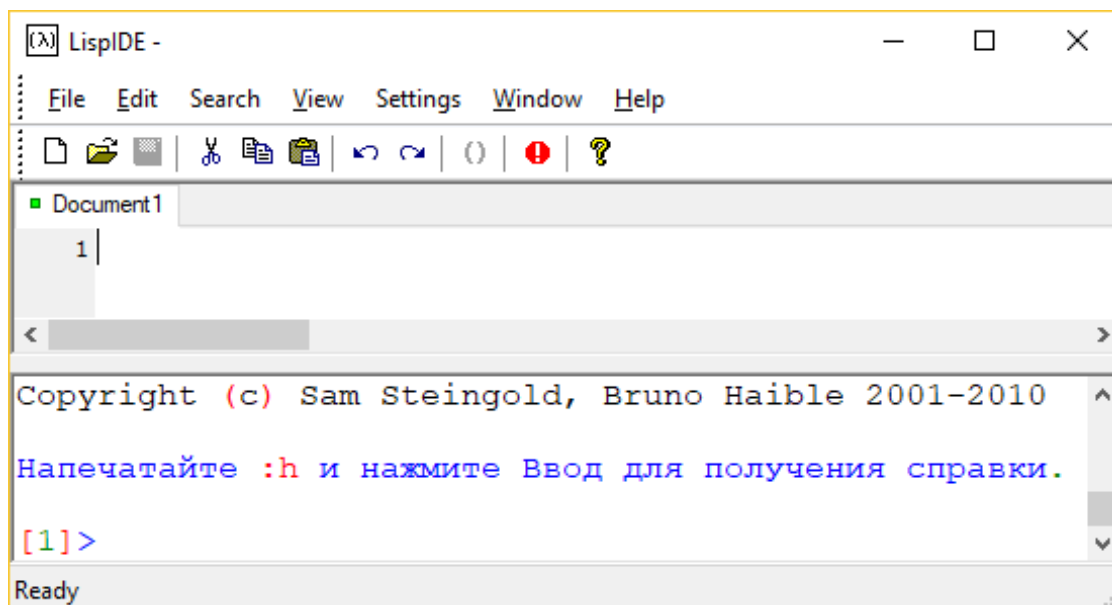 (λ) LispIDE -
File Edit Search View Settings Window Help
Document1
1
Copyright (c) Sam Steingold, Bruno Haible 2001-2010
Напечатайте :h и нажмите Ввод для получения справки.
[1]>
Ready